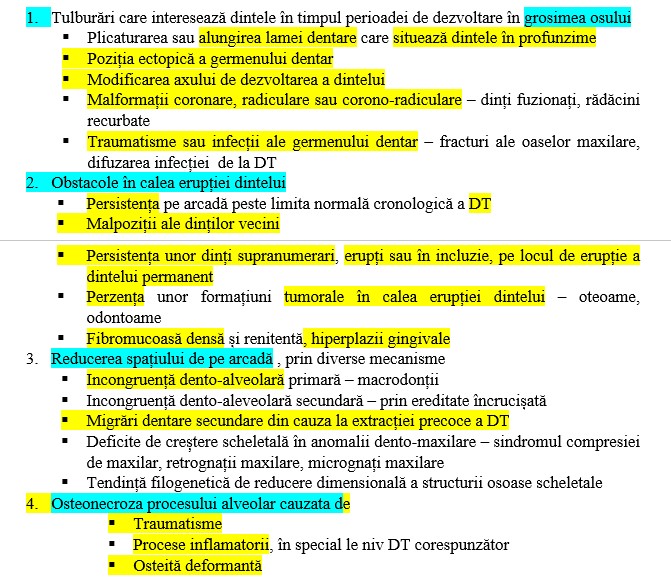 1. Tulburări care interesează dintele în timpul perioadei de dezvoltare în grosimea osului
▪ Plicaturarea sau alungirea lamei dentare care situează dintele în profunzime
▪ Poziția ectopică a germenului dentar
▪ Modificarea axului de dezvoltarea a dintelui
▪ Malformații coronare, radiculare sau corono-radiculare – dinți fuzionați, rădăcini
recurbate
▪ Traumatisme sau infecții ale germenului dentar – fracturi ale oaselor maxilare,
difuzarea infecției de la DT
2. Obstacole în calea erupției dintelui
▪ Persistența pe arcadă peste limita normală cronologică a DT
▪ Malpoziții ale dinților vecini
▪ Persistența unor dinți supranumerari, erupți sau în incluzie, pe locul de erupție a
dintelui permanent
▪ Perzența unor formațiuni tumorale în calea erupției dintelui – oteoame,
odontoame
▪ Fibromucoasă densă şi renitentă, hiperplazii gingivale
3. Reducerea spațiului de pe arcadă , prin diverse mecanisme
▪ Incongruență dento-alveolară primară – macrodonții
▪ Incongruență dento-aleveolară secundară – prin ereditate încrucișată
▪ Migrări dentare secundare din cauza la extracției precoce a DT
▪ Deficite de creștere scheletală în anomalii dento-maxilare – sindromul compresiei
de maxilar, retrognații maxilare, micrognați maxilare
▪ Tendință filogenetică de reducere dimensională a structurii osoase scheletale
4. Osteonecroza procesului alveolar cauzata de
▪ Traumatisme
▪ Procese inflamatorii, în special le niv DT corespunzător
▪ Osteită deformantă